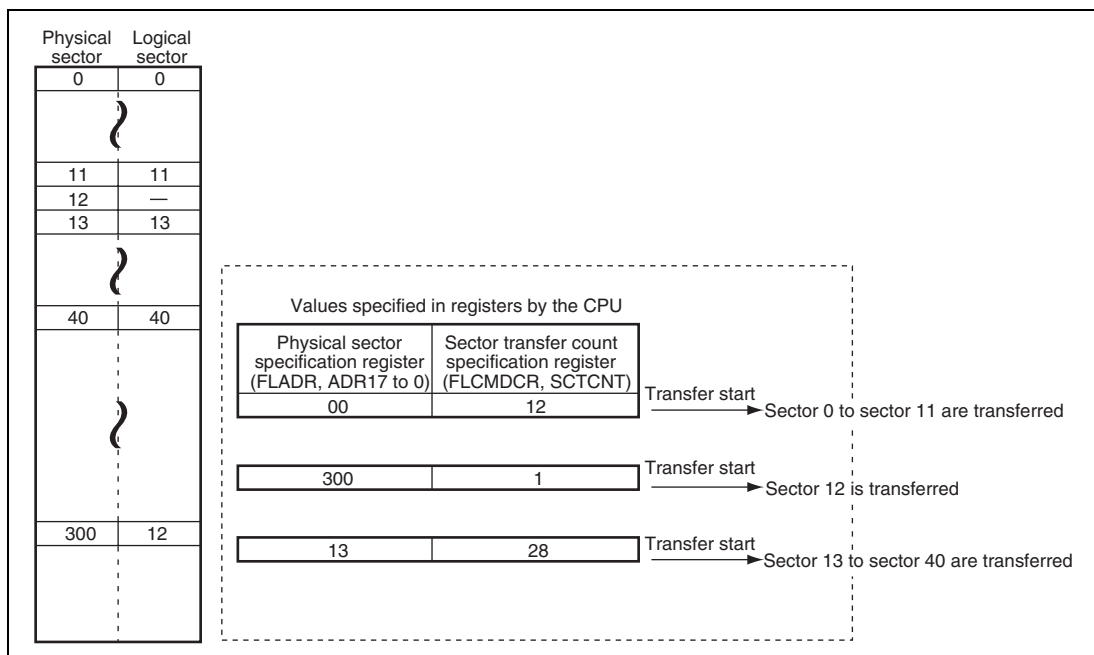 Physical sector Logical sector
0 0
11 11
12 —
13 13
40 40
300 12
Values specified in registers by the CPU
Physical sector specification register (FLADR, ADR17 to 0) Sector transfer count specification register (FLCMDCR, SCTCNT)
00 12
Transfer start
Sector 0 to sector 11 are transferred
300 1
Transfer start
Sector 12 is transferred
13 28
Transfer start
Sector 13 to sector 40 are transferred